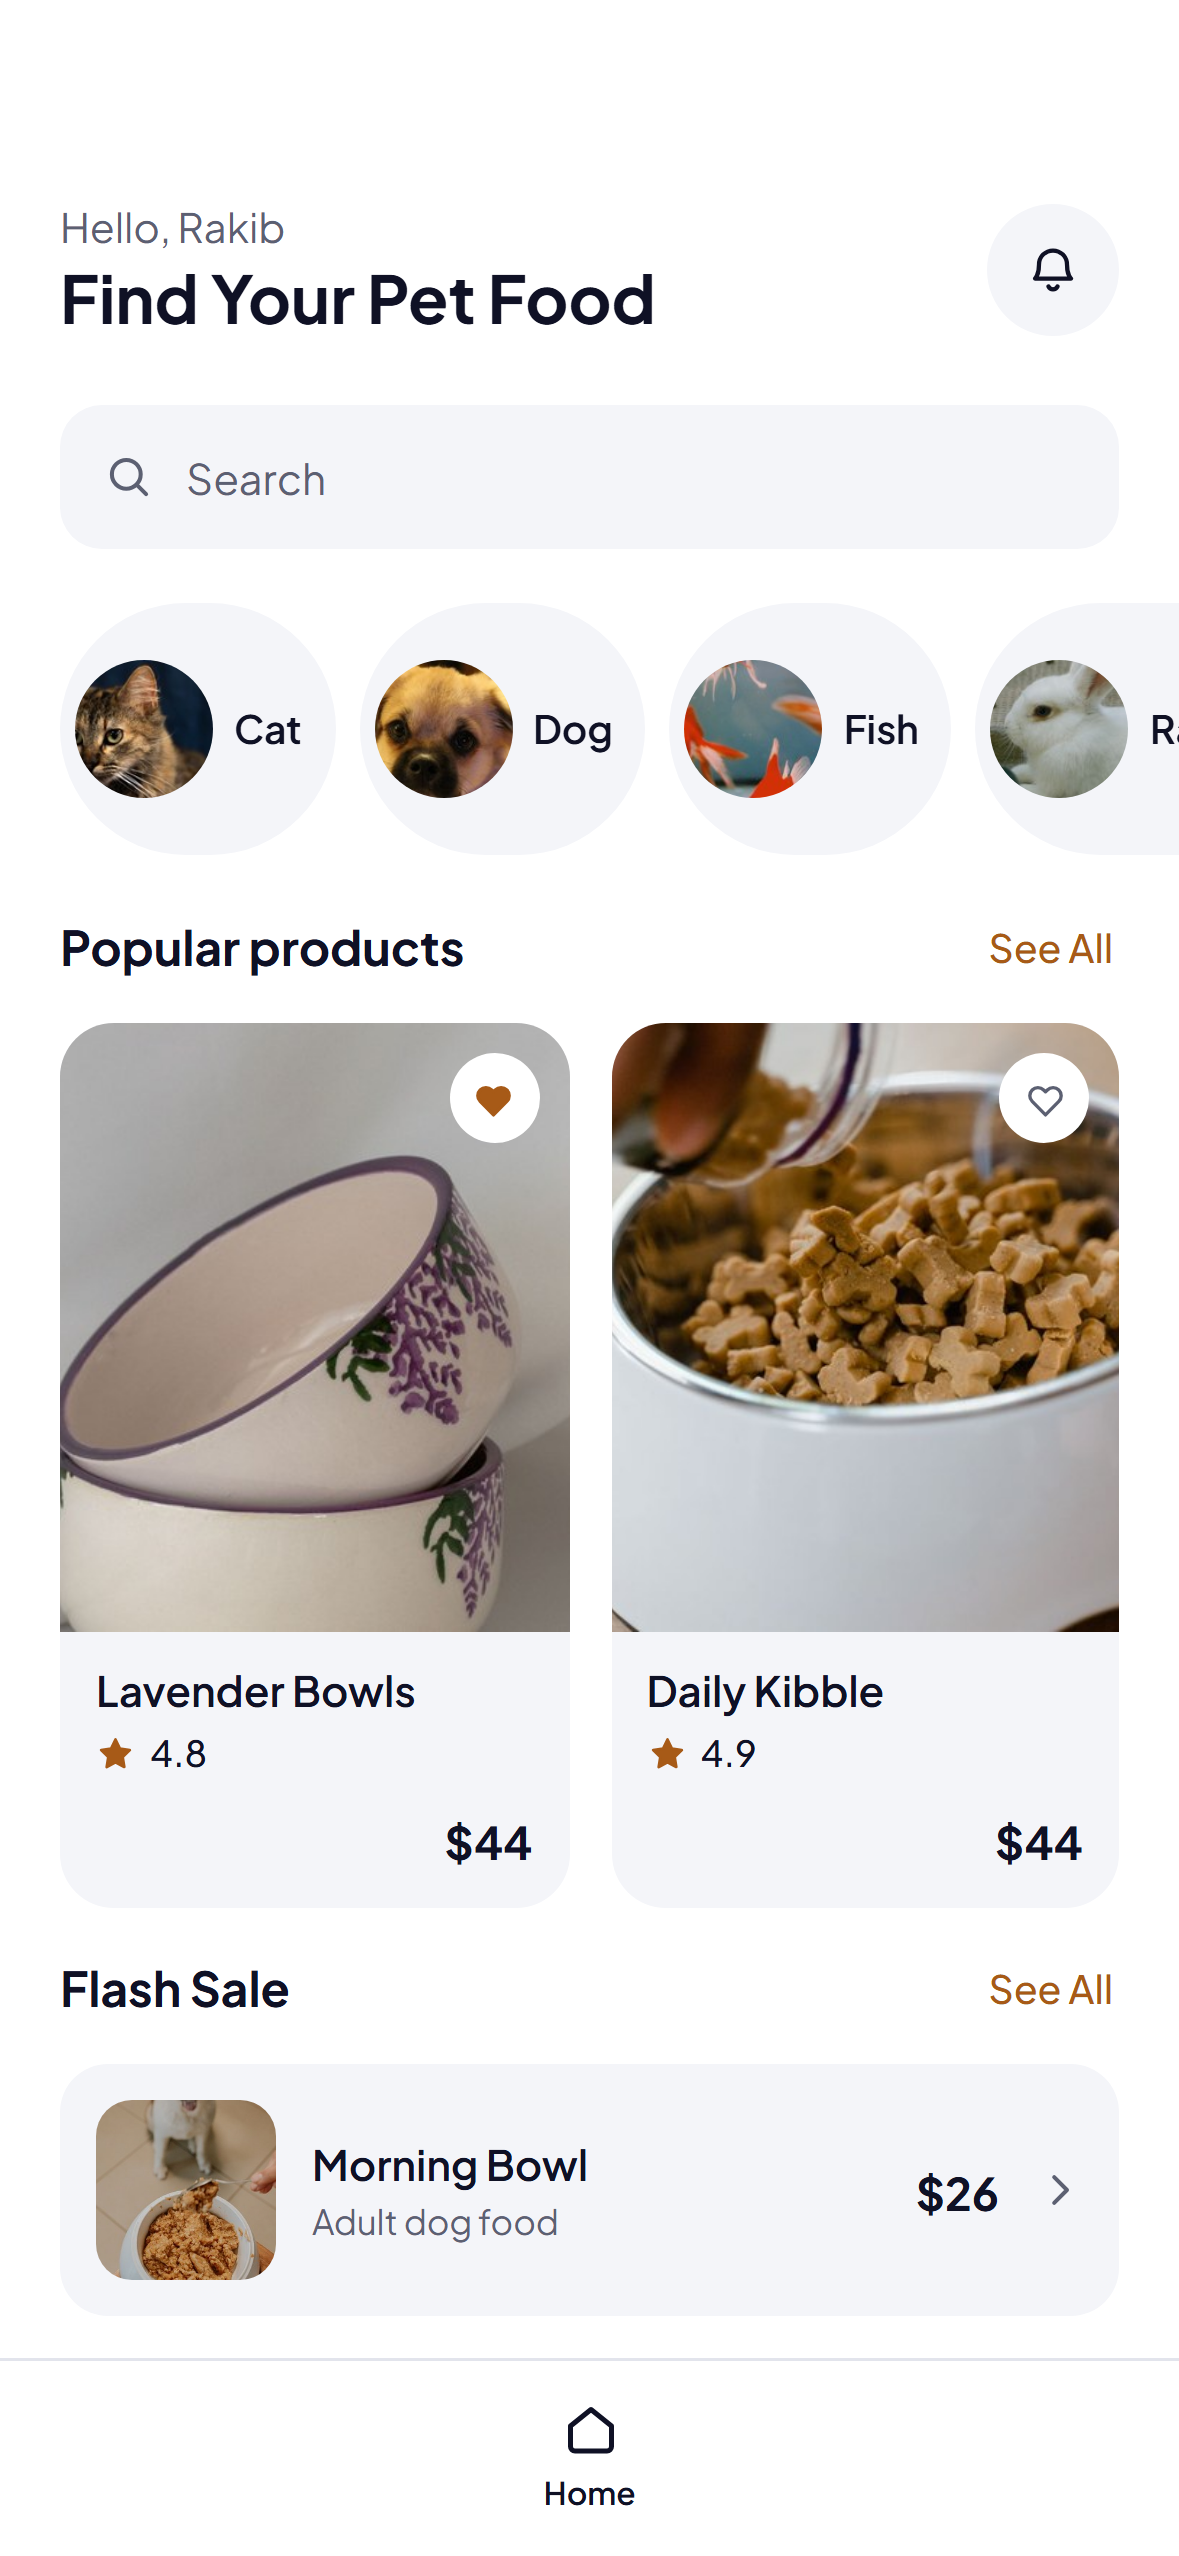 Hello, Rakib
Find Your Pet Food
Search
Cat
Dog
Fish
Popular products
See All
Lavender Bowls
4.8
$44
Daily Kibble
4.9
$44
Flash Sale
See All
Morning Bowl
Adult dog food
$26
Home